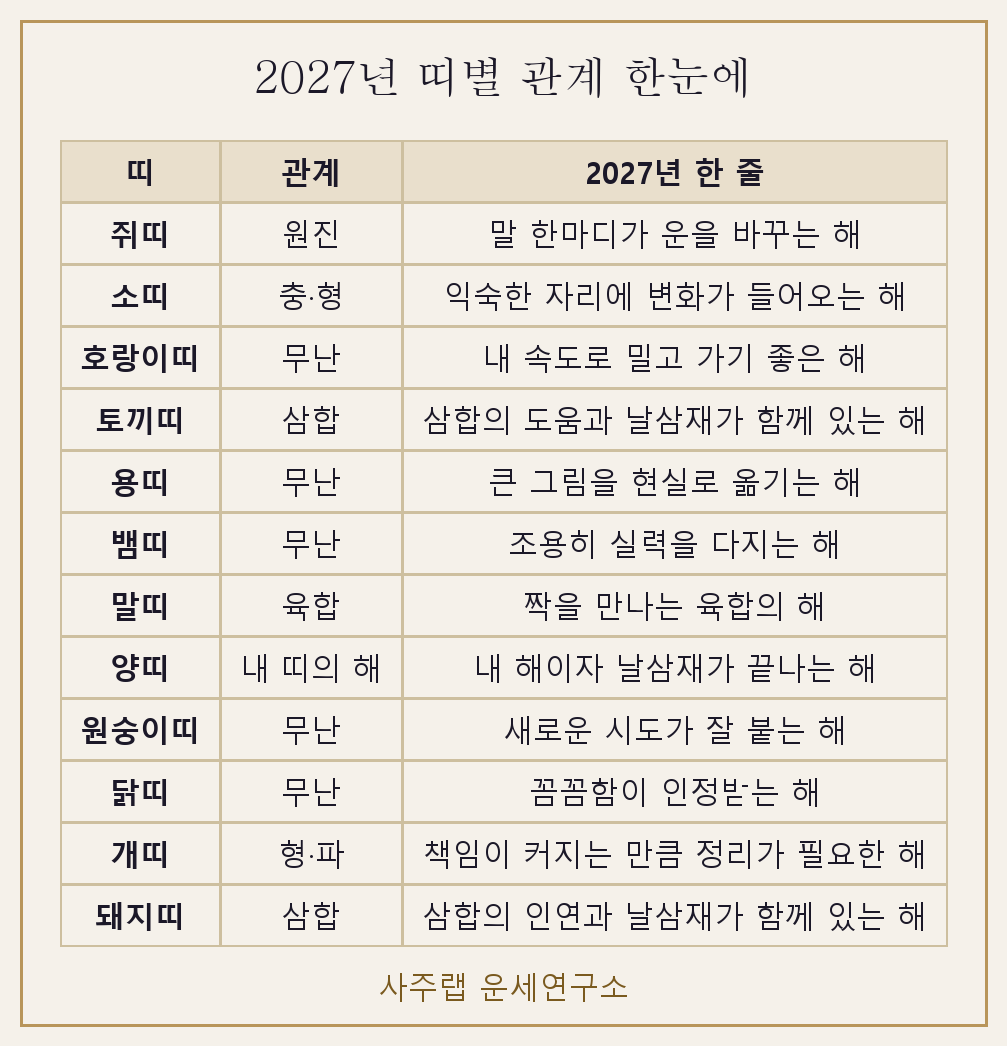 2027년 띠별 관계 한눈에
띠 관계 2027년 한 줄
쥐띠 원진 말 한마디가 운을 바꾸는 해
소띠 충·형 익숙한 자리에 변화가 들어오는 해
호랑이띠 무난 내 속도로 밀고 가기 좋은 해
토끼띠 삼합 삼합의 도움과 날삼재가 함께 있는 해
용띠 무난 큰 그림을 현실로 옮기는 해
뱀띠 무난 조용히 실력을 다지는 해
말띠 육합 짝을 만나는 육합의 해
양띠 내 띠의 해 내 해이자 날삼재가 끝나는 해
원숭이띠 무난 새로운 시도가 잘 붙는 해
닭띠 무난 꼼꼼함이 인정받는 해
개띠 형·파 책임이 커지는 만큼 정리가 필요한 해
돼지띠 삼합 삼합의 인연과 날삼재가 함께 있는 해
사주랩 운세연구소